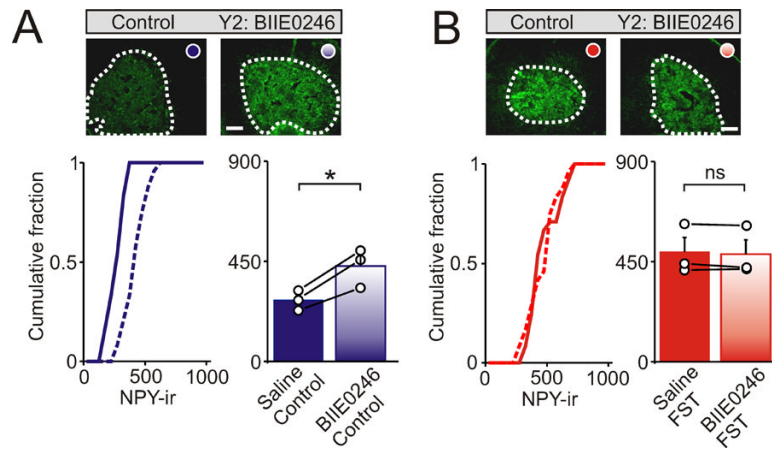 A
Control Y2: BIIE0246
Cumulative fraction
1
0.5
0
0 500 1000
NPY-ir
900
450
0
*
Saline
Control
BIIE0246
Control
B
Control Y2: BIIE0246
Cumulative fraction
1
0.5
0
0 500 1000
NPY-ir
900
450
0
ns
Saline
FST
BIIE0246
FST